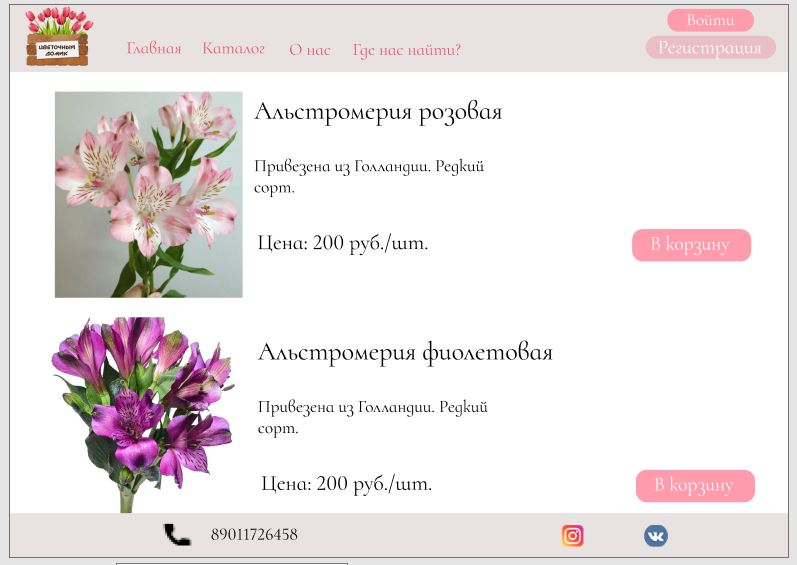 ЦВЕТОЧНЫЙ
ДОМИК
Главная Каталог О нас Где нас найти?
Войти
Регистрация
Альстромерия розовая
Привезена из Голландии. Редкий
сорт.
Цена: 200 руб./шт.
В корзину
Альстромерия фиолетовая
Привезена из Голландии. Редкий
сорт.
Цена: 200 руб./шт.
В корзину
89011726458